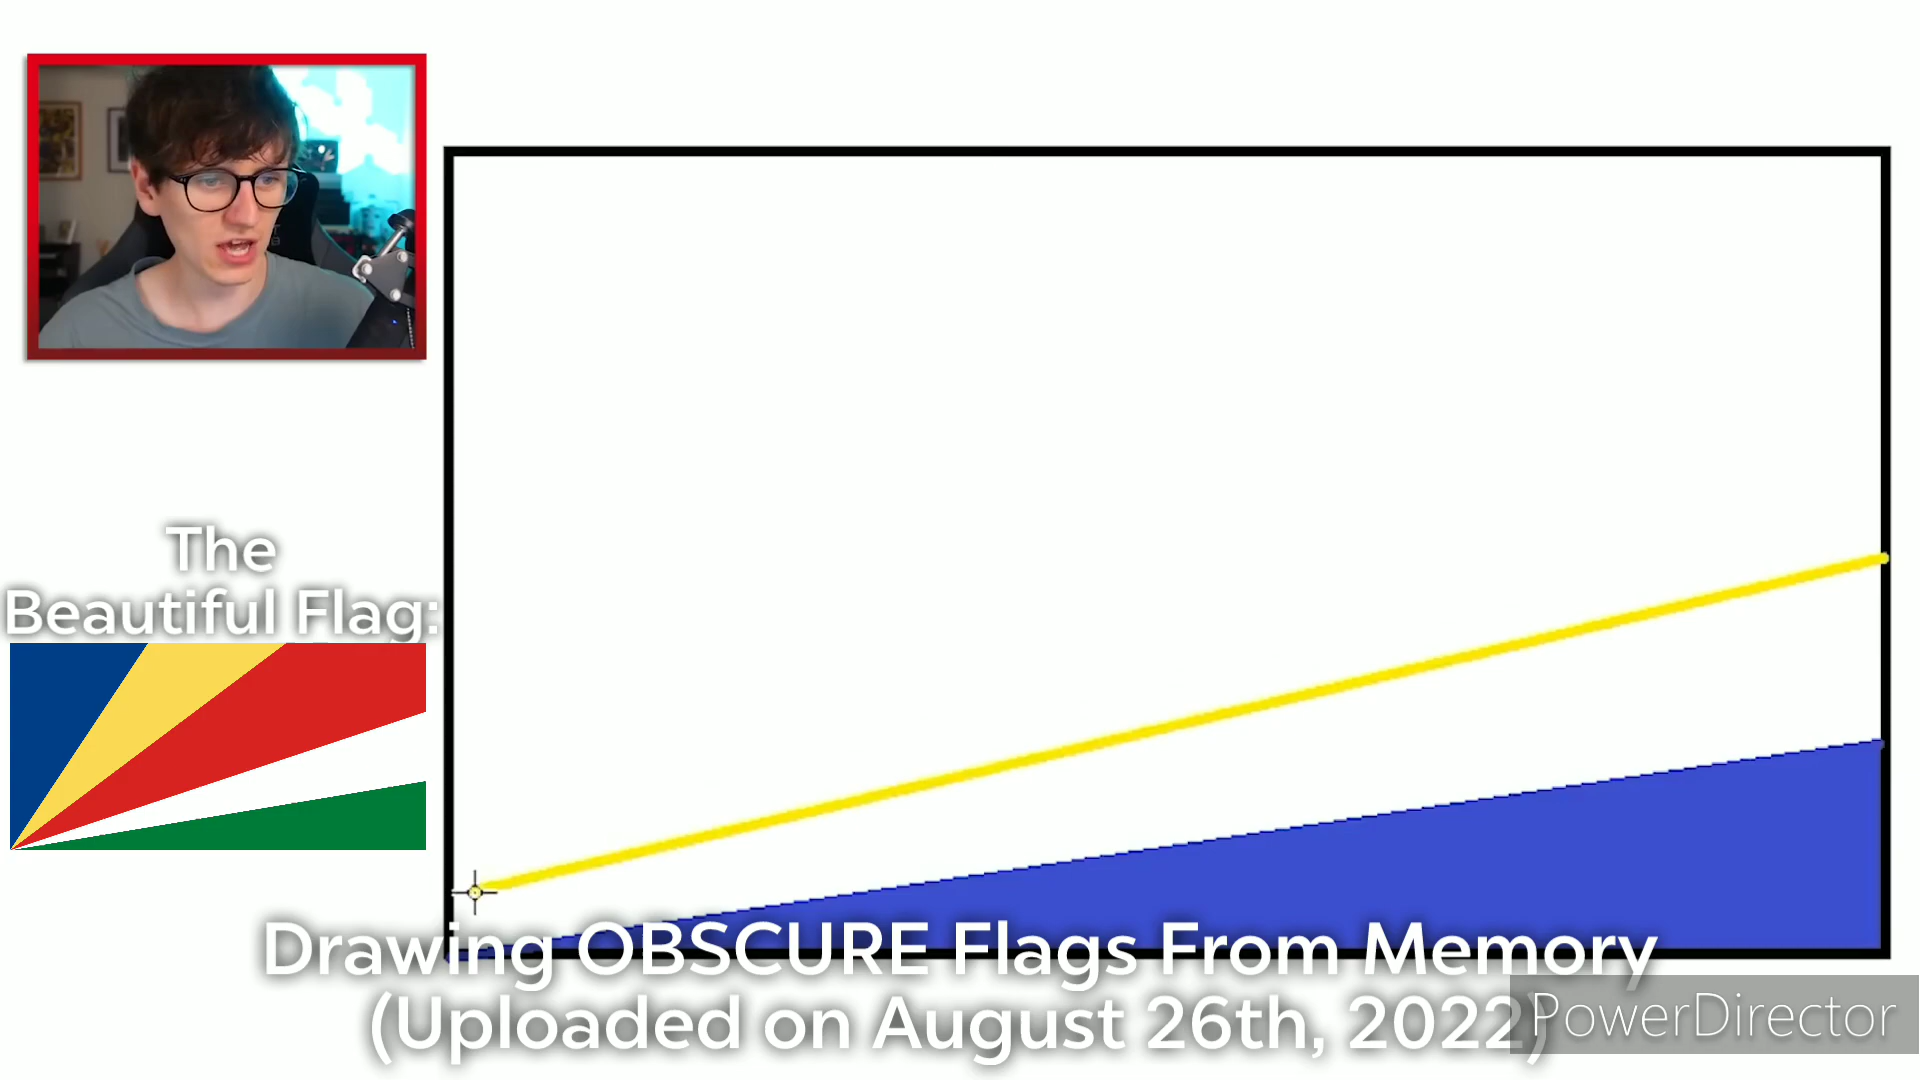 The
Beautiful Flag:
Drawing OBSCURE Flags From Memory
(Uploaded on August 26th, 2022)
PowerDirector